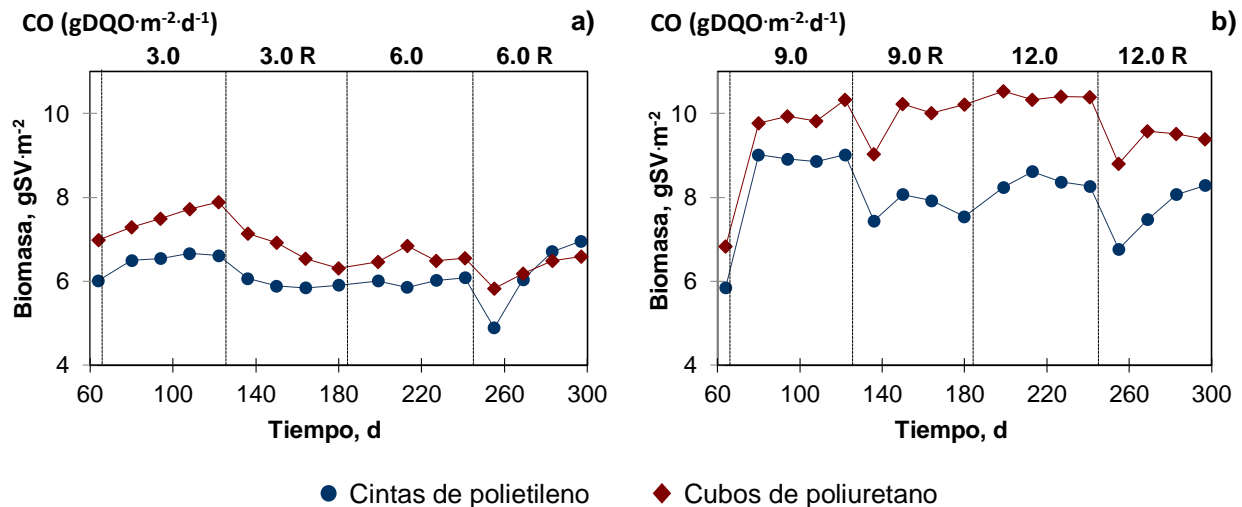 CO (gDQO·m-2·d-1) a)
3.0 3.0 R 6.0 6.0 R
Biomasa, gSV·m-2
10
8
6
4
60 100 140 180 220 260 300
Tiempo, d
CO (gDQO·m-2·d-1) b)
9.0 9.0 R 12.0 12.0 R
Biomasa, gSV·m-2
10
8
6
4
60 100 140 180 220 260 300
Tiempo, d
Cintas de polietileno Cubos de poliuretano